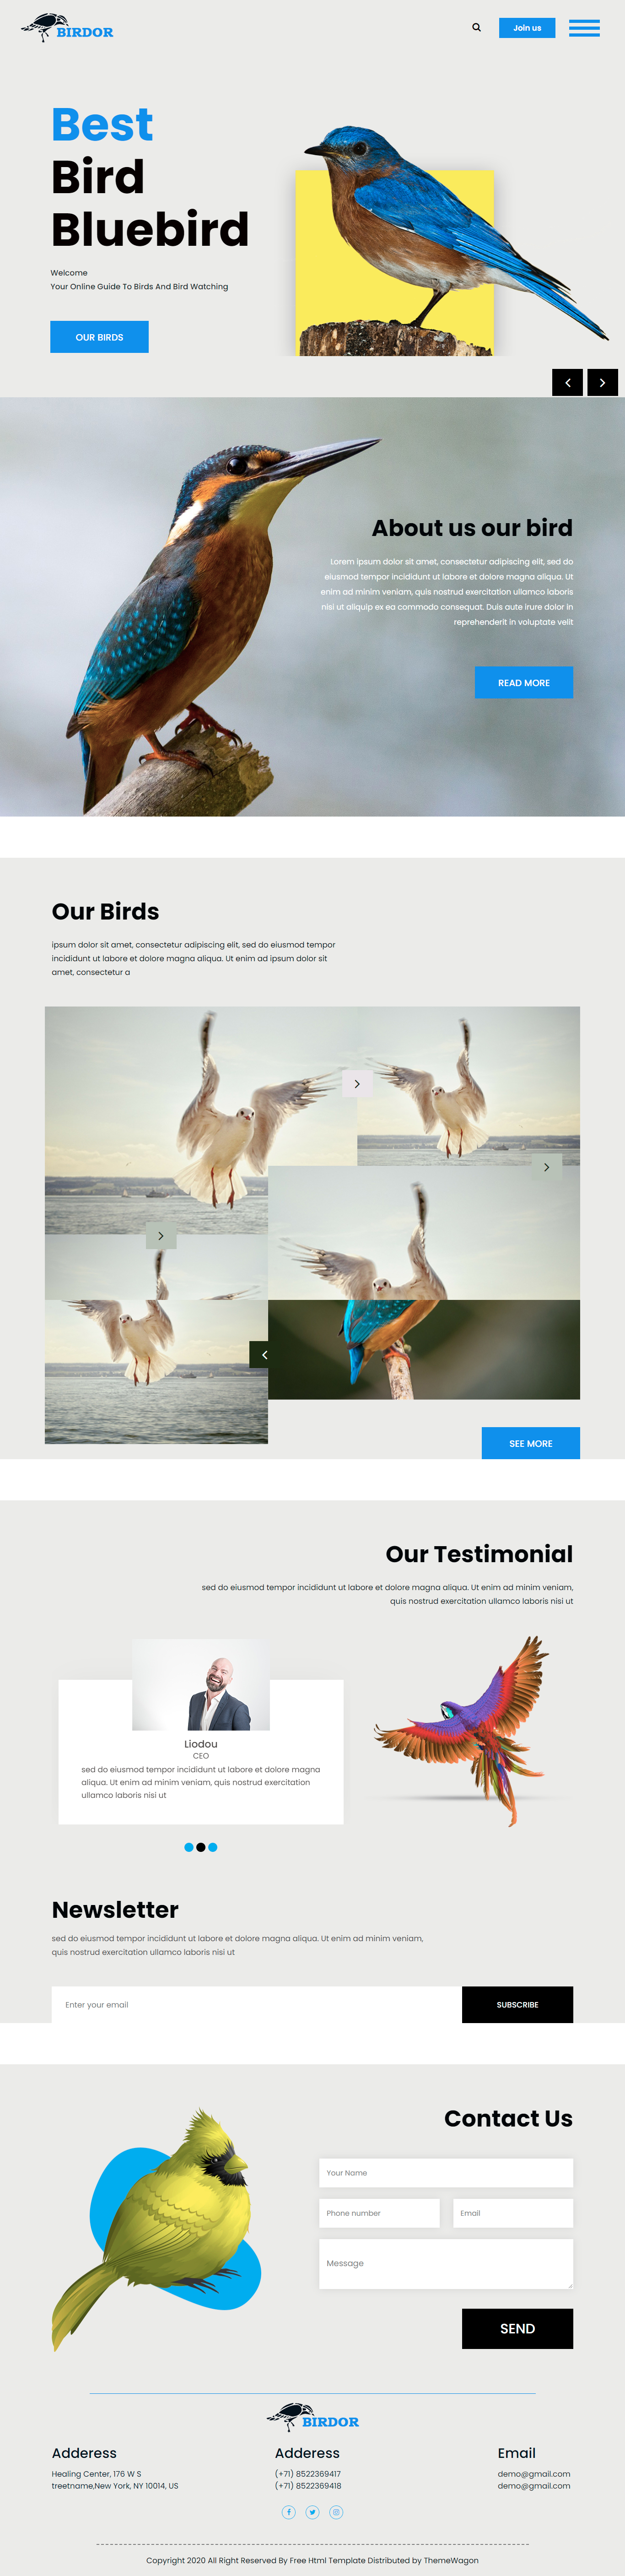 BIRDOR
Join us
Best
Bird
Bluebird
Welcome
Your Online Guide To Birds And Bird Watching
OUR BIRDS
About us our bird
Lorem ipsum dolor sit amet, consectetur adipiscing elit, sed do
eiusmod tempor incididunt ut labore et dolore magna aliqua. Ut
enim ad minim veniam, quis nostrud exercitation ullamco laboris
nisi ut aliquip ex ea commodo consequat. Duis aute irure dolor in
reprehenderit in voluptate velit
READ MORE
Our Birds
ipsum dolor sit amet, consectetur adipiscing elit, sed do eiusmod tempor
incididunt ut labore et dolore magna aliqua. Ut enim ad ipsum dolor sit
amet, consectetur a
SEE MORE
Our Testimonial
sed do eiusmod tempor incididunt ut labore et dolore magna aliqua. Ut enim ad minim veniam,
quis nostrud exercitation ullamco laboris nisi ut
Liodou
CEO
sed do eiusmod tempor incididunt ut labore et dolore magna
aliqua. Ut enim ad minim veniam, quis nostrud exercitation
ullamco laboris nisi ut
Newsletter
sed do eiusmod tempor incididunt ut labore et dolore magna aliqua. Ut enim ad minim veniam,
quis nostrud exercitation ullamco laboris nisi ut
Enter your email
SUBSCRIBE
Contact Us
Your Name
Phone number
Email
Message
SEND
BIRDOR
Adderess
Healing Center, 176 W S
treetname,New York, NY 10014, US
Adderess
(+71) 8522369417
(+71) 8522369418
Email
demo@gmail.com
demo@gmail.com
Copyright 2020 All Right Reserved By Free Html Template Distributed by ThemeWagon